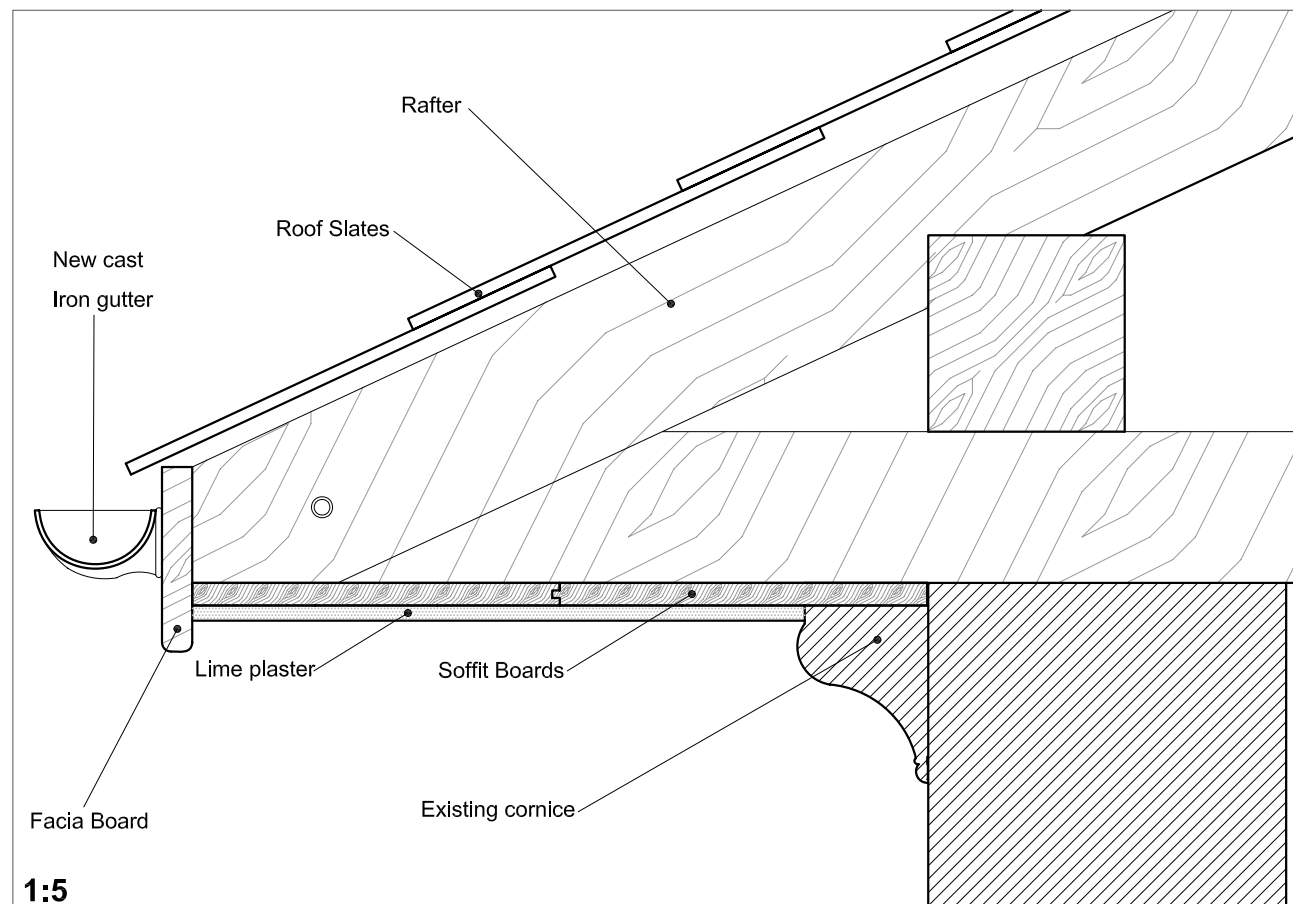 Rafter
Roof Slates
New cast
Iron gutter
Lime plaster
Soffit Boards
Existing cornice
Facia Board
1:5